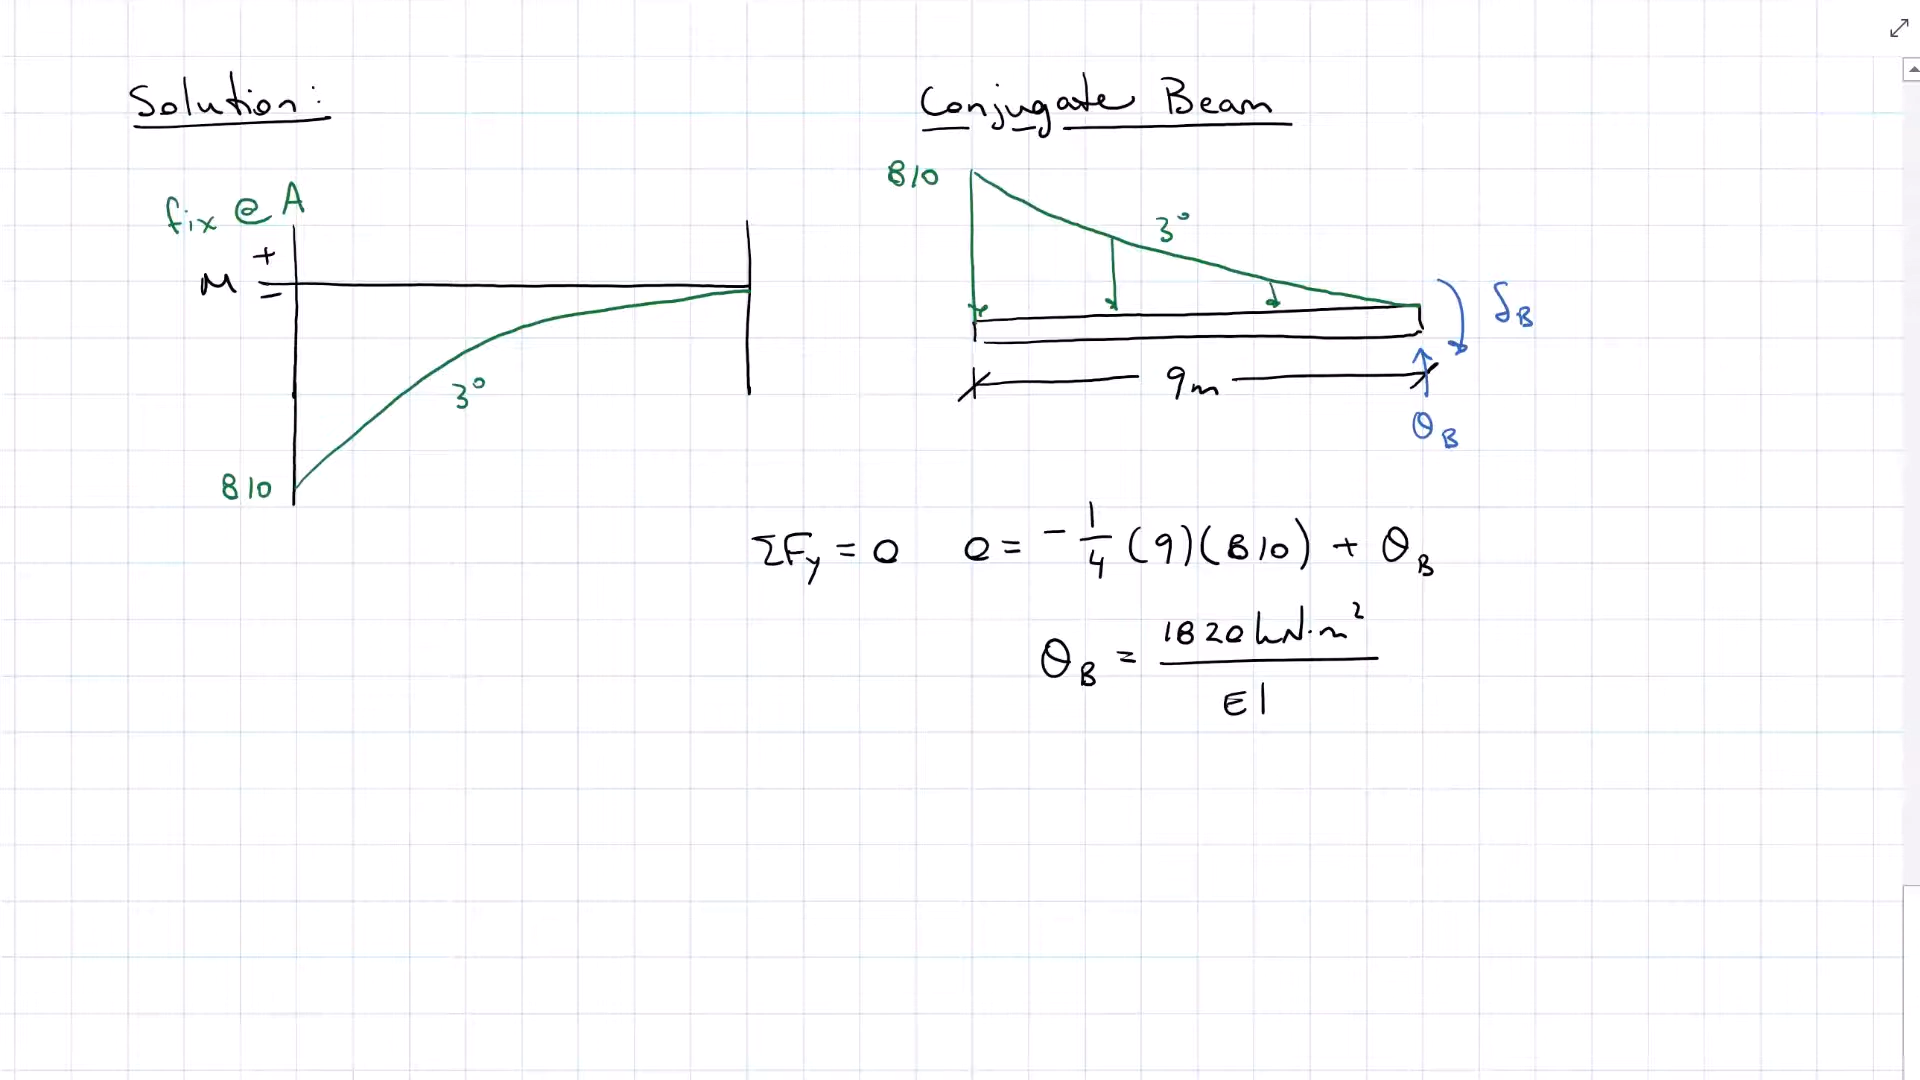 Solution:
Conjugate Beam
fix @ A
M + -
3°
810
810
3°
δB
9m
θB
ΣFy = 0 0 = - 1/4 (9)(810) + θB
θB = 1820 kN·m² / EI